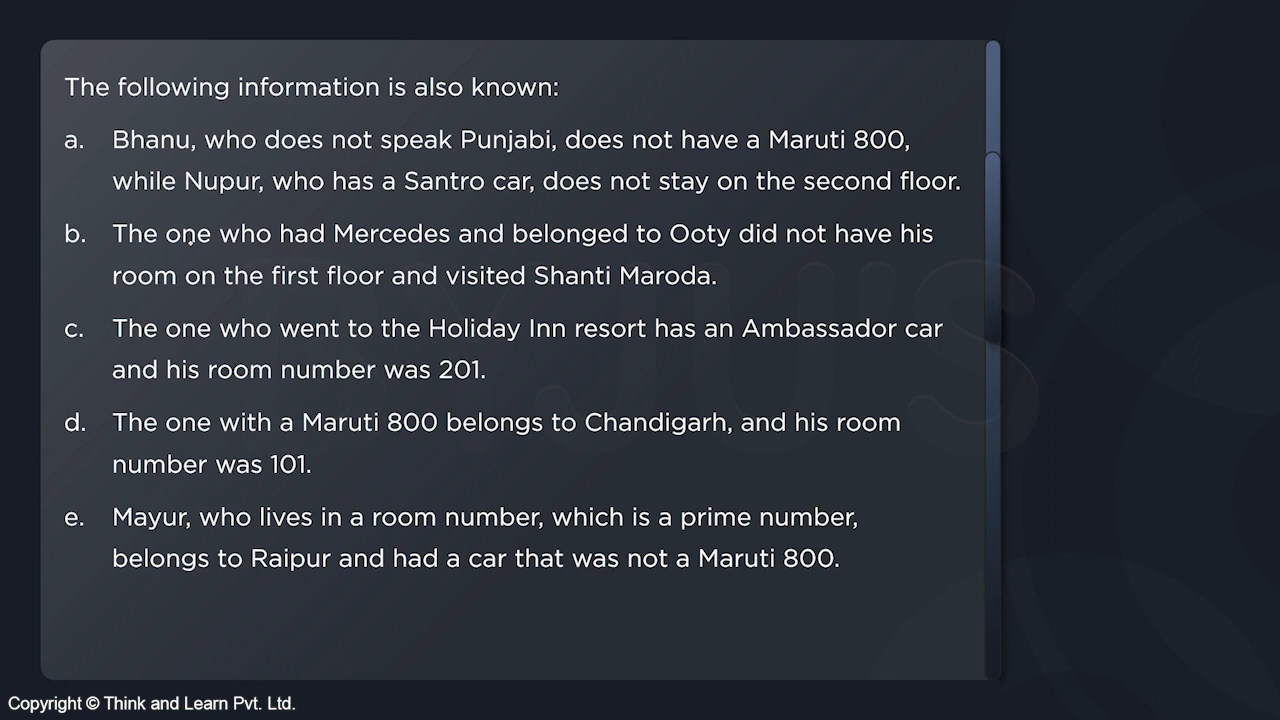 The following information is also known:
a. Bhanu, who does not speak Punjabi, does not have a Maruti 800,
while Nupur, who has a Santro car, does not stay on the second floor.
b. The one who had Mercedes and belonged to Ooty did not have his
room on the first floor and visited Shanti Maroda.
c. The one who went to the Holiday Inn resort has an Ambassador car
and his room number was 201.
d. The one with a Maruti 800 belongs to Chandigarh, and his room
number was 101.
e. Mayur, who lives in a room number, which is a prime number,
belongs to Raipur and had a car that was not a Maruti 800.
BYJU'S
Copyright © Think and Learn Pvt. Ltd.